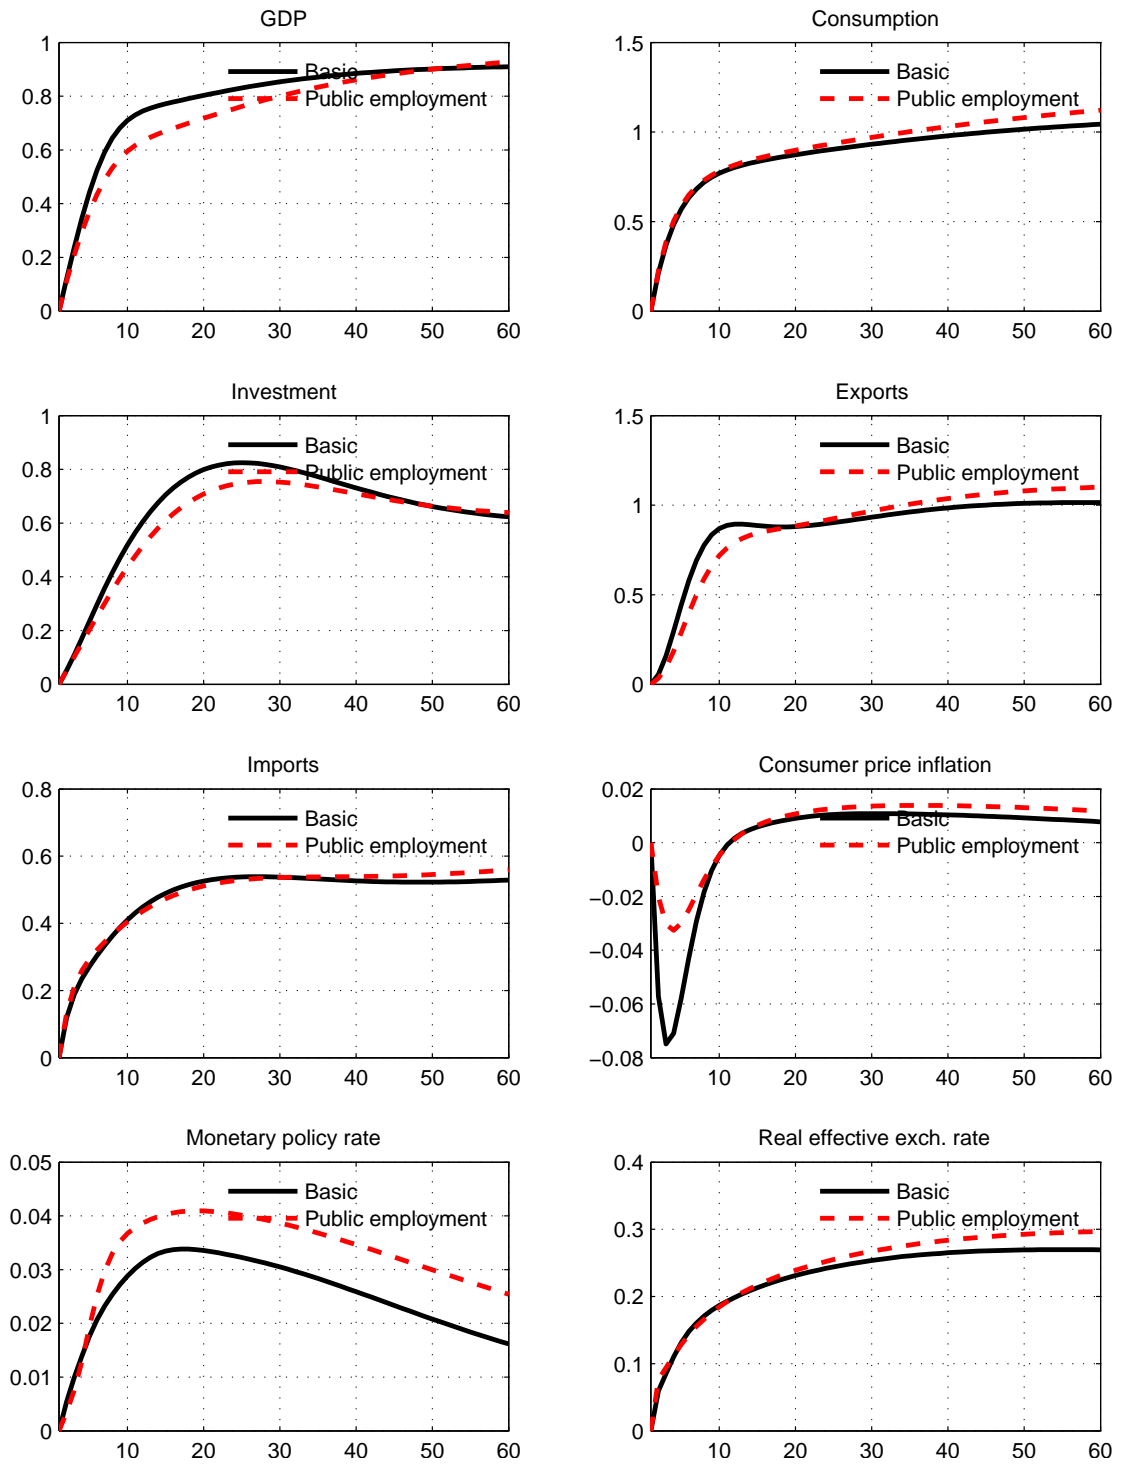 GDP
1
0.8
0.6
0.4
0.2
0
10 20 30 40 50 60
Basic
Public employment
Consumption
1.5
1
0.5
0
10 20 30 40 50 60
Basic
Public employment
Investment
1
0.8
0.6
0.4
0.2
0
10 20 30 40 50 60
Basic
Public employment
Exports
1.5
1
0.5
0
10 20 30 40 50 60
Basic
Public employment
Imports
0.8
0.6
0.4
0.2
0
10 20 30 40 50 60
Basic
Public employment
Consumer price inflation
0.02
0
−0.02
−0.04
−0.06
−0.08
10 20 30 40 50 60
Basic
Public employment
Monetary policy rate
0.05
0.04
0.03
0.02
0.01
0
10 20 30 40 50 60
Basic
Public employment
Real effective exch. rate
0.4
0.3
0.2
0.1
0
10 20 30 40 50 60
Basic
Public employment